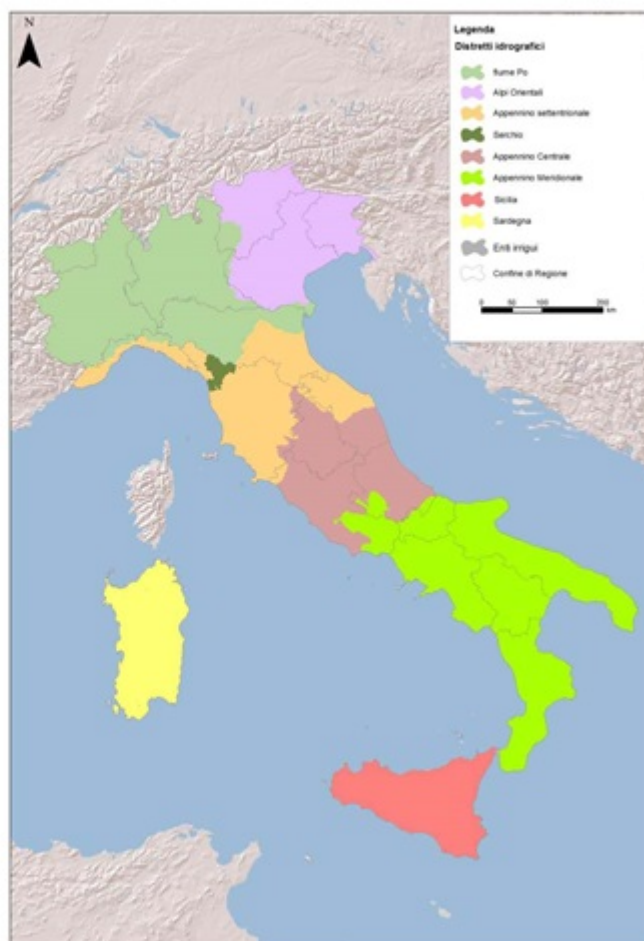 N
Legenda
Distretti idrografici
fiume Po
Alpi Orientali
Appennino settentrionale
Serchio
Appennino Centrale
Appennino Meridionale
Sicilia
Sardegna
Enti irrigui
Confine di Regione
0 50 100 200
km